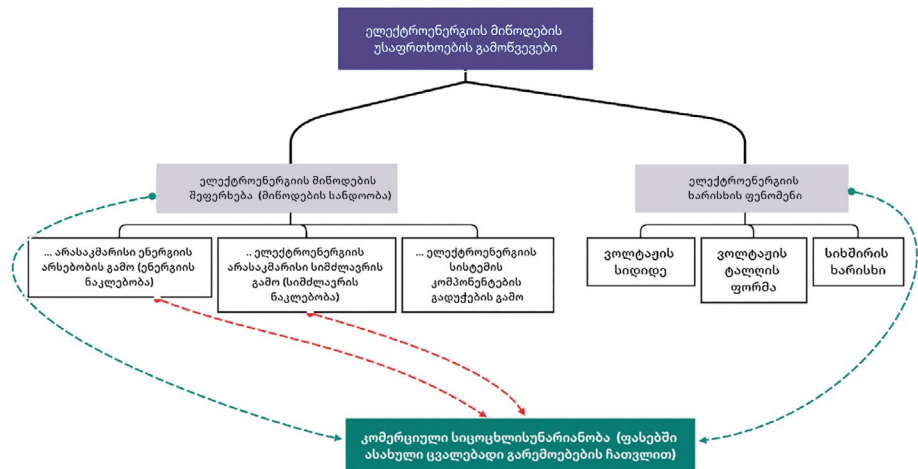 ელექტროენერგიის მიწოდების
უსაფრთხოების გამოწვევები
ელექტროენერგიის მიწოდების
შეფერხება (მიწოდების სანდოობა)
ელექტროენერგიის
ხარისხის ფენომენი
... არასაკმარისი ენერგიის
არსებობის გამო (ენერგიის
ნაკლებობა)
.. ელექტროენერგიის
არასაკმარისი სიმძლავრის
გამო (სიმძლავრის
ნაკლებობა)
... ელექტროენერგიის
სისტემის
კომპონენტების
გადუჭების გამო
ვოლტაჟის
სიდიდე
ვოლტაჟის
ტალღის
ფორმა
სიხშირის
ხარისხი
კომერციული სიცოცხლისუნარიანობა (ფასებში
ასახული ცვალებადი გარემოებების ჩათვლით)